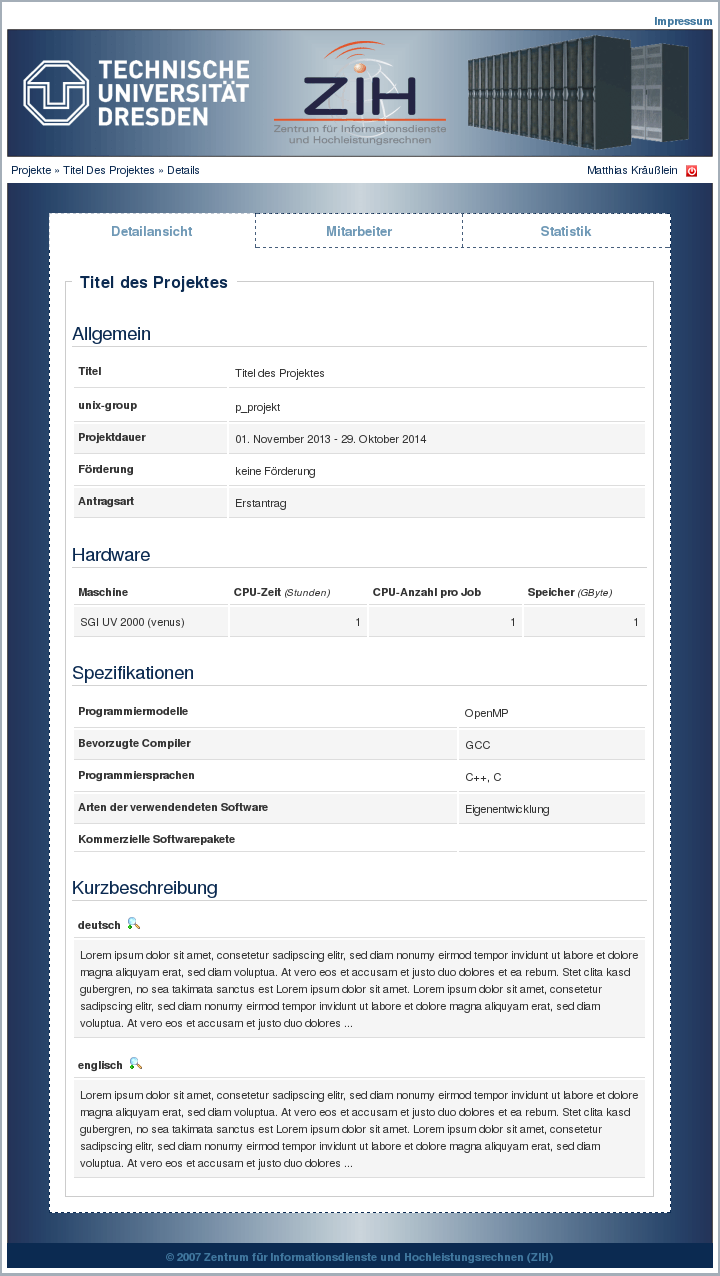 Impressum
TECHNISCHE
UNIVERSITÄT
DRESDEN
ZIH
Zentrum für Informationsdienste
und Hochleistungsrechnen
Projekte » Titel Des Projektes » Details
Matthias Kräußlein
Detailansicht
Mitarbeiter
Statistik
Titel des Projektes
Allgemein
Titel Titel des Projektes
unix-group p_projekt
Projektdauer 01. November 2013 - 29. Oktober 2014
Förderung keine Förderung
Antragsart Erstantrag
Hardware
Maschine CPU-Zeit (Stunden) CPU-Anzahl pro Job Speicher (GByte)
SGI UV 2000 (venus) 1 1 1
Spezifikationen
Programmiermodelle OpenMP
Bevorzugte Compiler GCC
Programmiersprachen C++, C
Arten der verwendendeten Software Eigenentwicklung
Kommerzielle Softwarepakete
Kurzbeschreibung
deutsch
Lorem ipsum dolor sit amet, consetetur sadipscing elitr, sed diam nonumy eirmod tempor invidunt ut labore et dolore
magna aliquyam erat, sed diam voluptua. At vero eos et accusam et justo duo dolores et ea rebum. Stet clita kasd
gubergren, no sea takimata sanctus est Lorem ipsum dolor sit amet. Lorem ipsum dolor sit amet, consetetur
sadipscing elitr, sed diam nonumy eirmod tempor invidunt ut labore et dolore magna aliquyam erat, sed diam
voluptua. At vero eos et accusam et justo duo dolores ...
englisch
Lorem ipsum dolor sit amet, consetetur sadipscing elitr, sed diam nonumy eirmod tempor invidunt ut labore et dolore
magna aliquyam erat, sed diam voluptua. At vero eos et accusam et justo duo dolores et ea rebum. Stet clita kasd
gubergren, no sea takimata sanctus est Lorem ipsum dolor sit amet. Lorem ipsum dolor sit amet, consetetur
sadipscing elitr, sed diam nonumy eirmod tempor invidunt ut labore et dolore magna aliquyam erat, sed diam
voluptua. At vero eos et accusam et justo duo dolores ...
© 2007 Zentrum für Informationsdienste und Hochleistungsrechnen (ZIH)